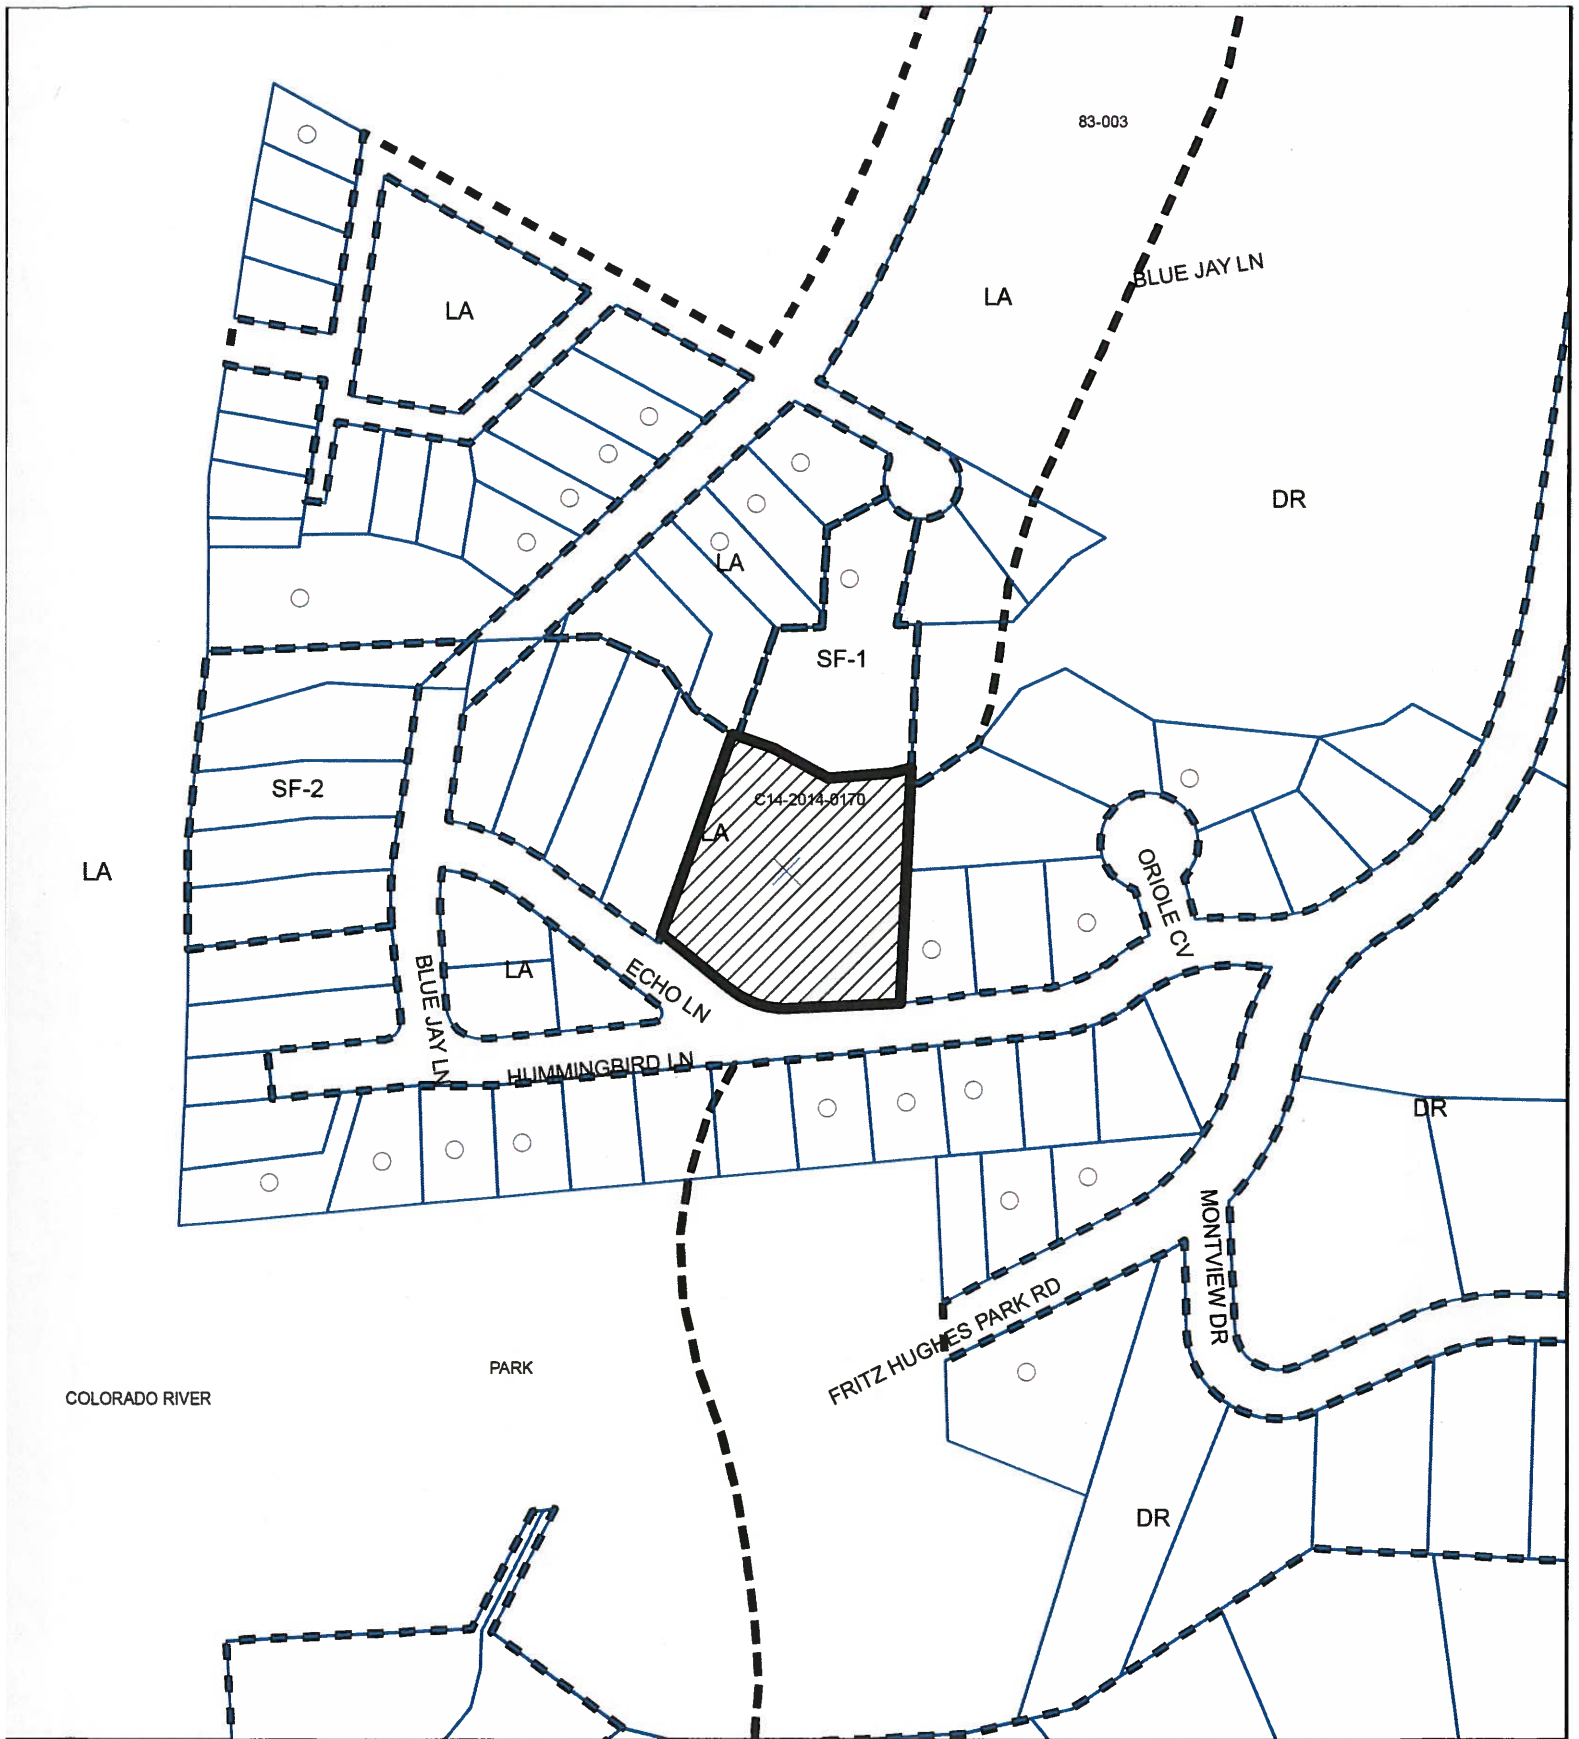 83-003
BLUE JAY LN
LA
LA
DR
LA
SF-1
SF-2
C14-2014-0170
LA
LA
ORIOLE CV
LA
ECHO LN
BLUE JAY LN
HUMMINGBIRD LN
DR
MONTVIEW DR
FRITZ HUGHES PARK RD
PARK
COLORADO RIVER
DR